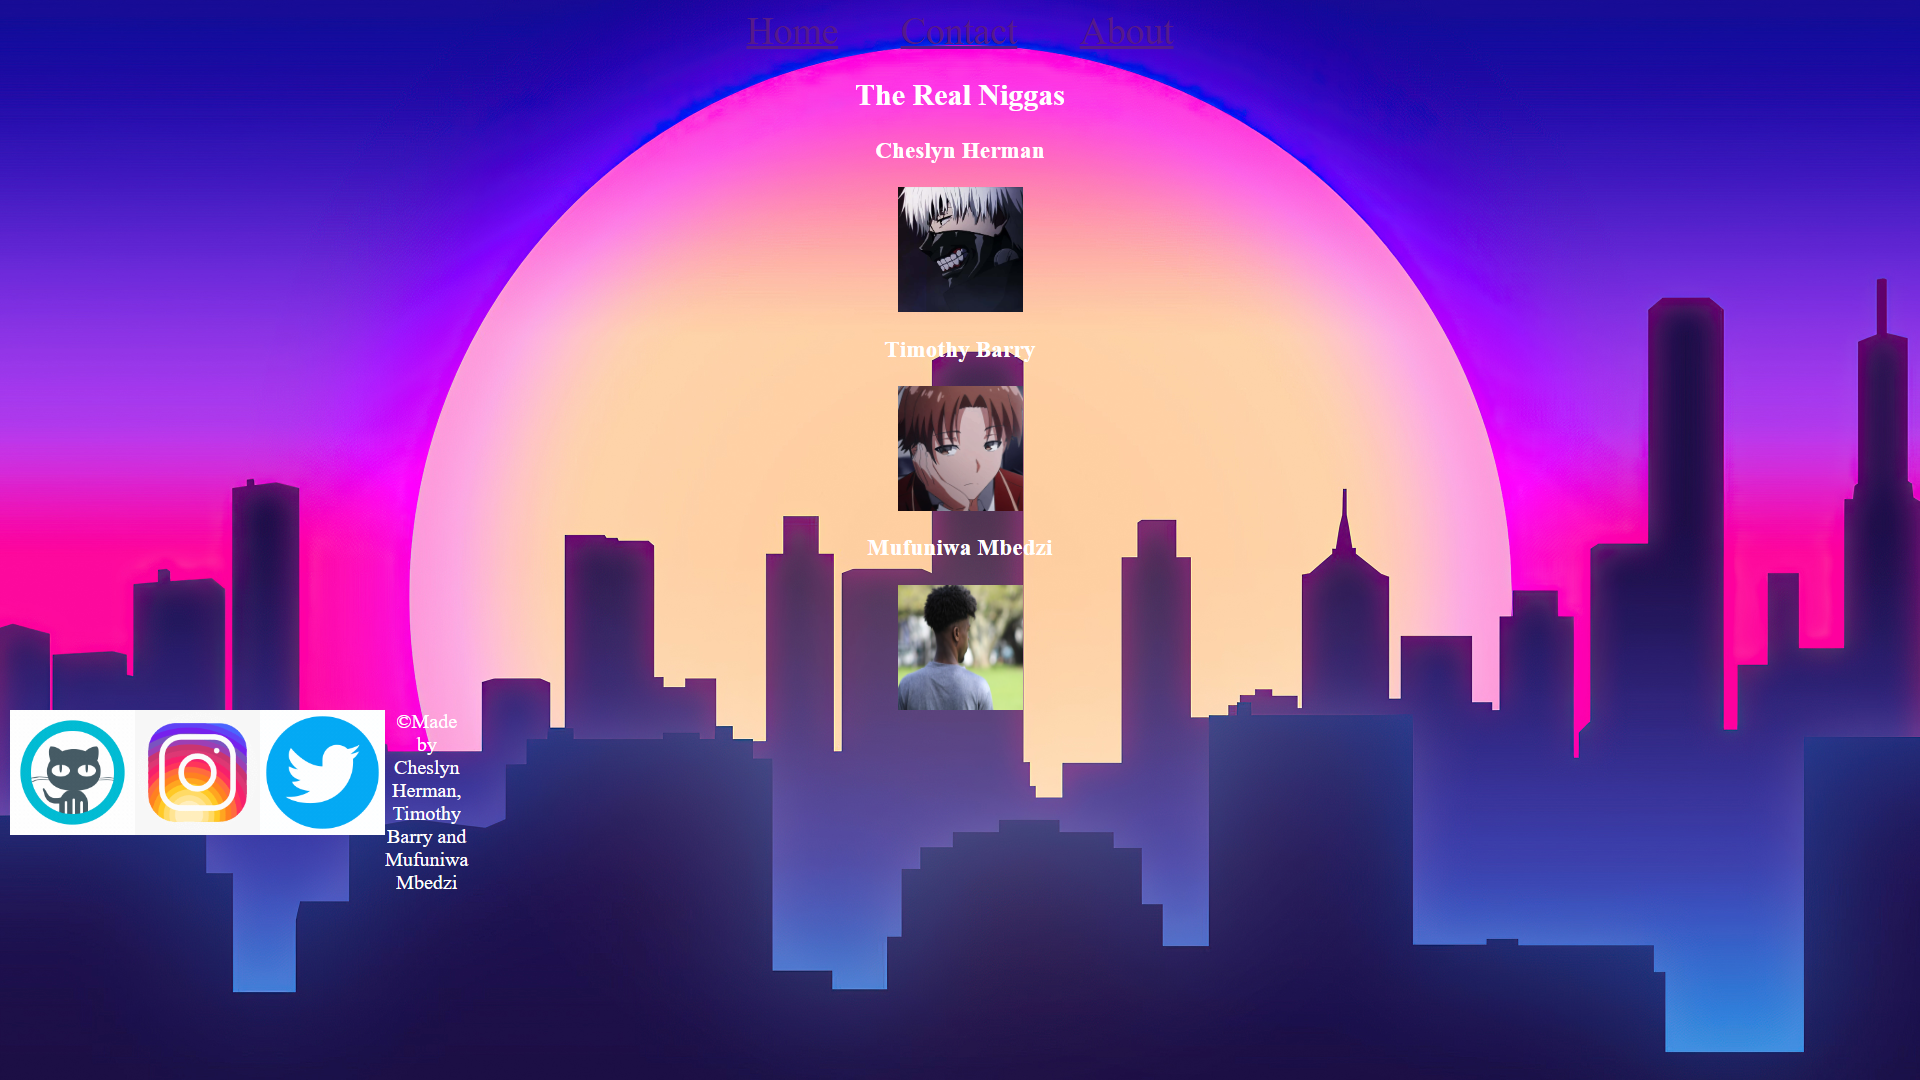 Home Contact About
The Real Niggas
Cheslyn Herman
Timothy Barry
Mufuniwa Mbedzi
©Made
by
Cheslyn
Herman,
Timothy
Barry and
Mufuniwa
Mbedzi